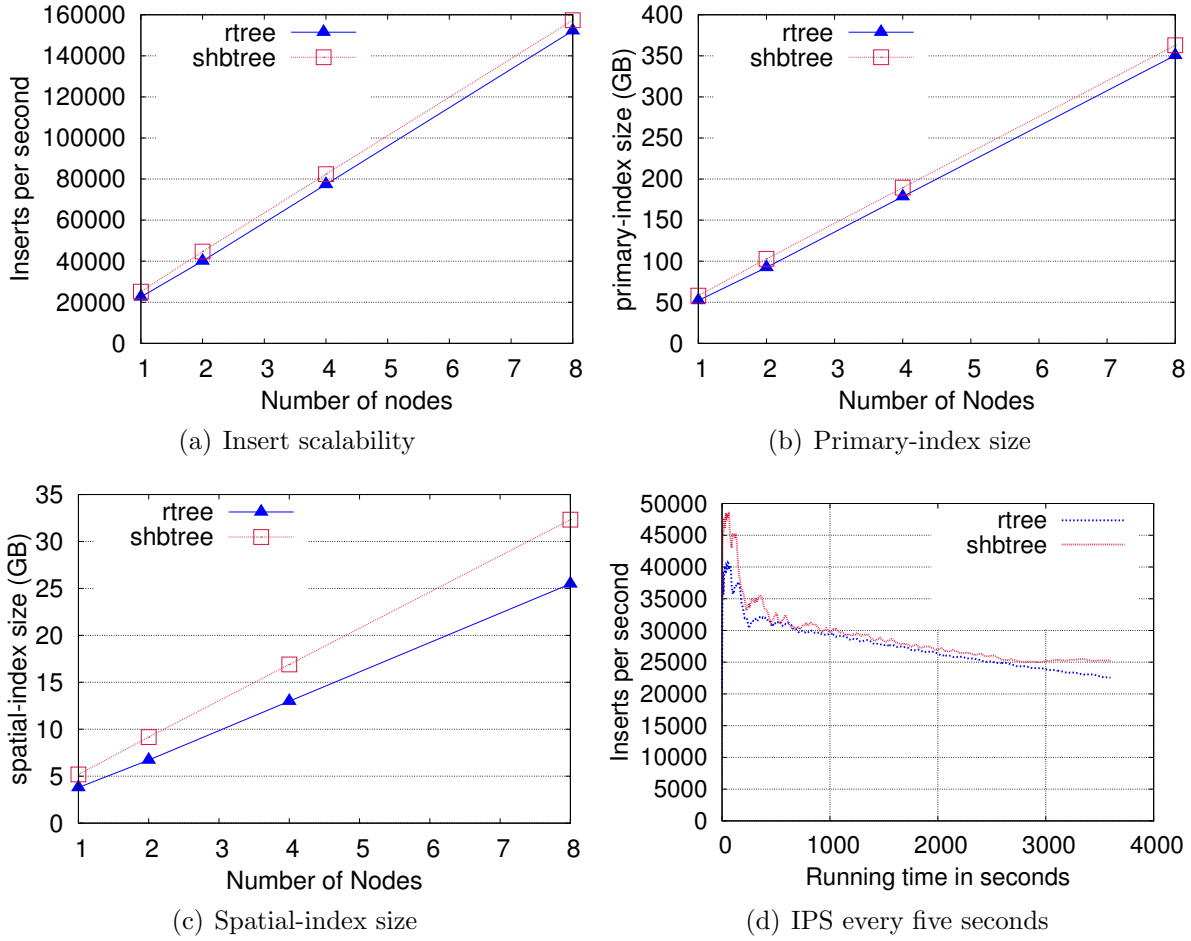 160000
140000
120000
100000
80000
60000
40000
20000
0
Inserts per second
rtree
shbtree
1 2 3 4 5 6 7 8
Number of nodes
(a) Insert scalability
400
350
300
250
200
150
100
50
0
primary-index size (GB)
rtree
shbtree
1 2 3 4 5 6 7 8
Number of Nodes
(b) Primary-index size
35
30
25
20
15
10
5
0
spatial-index size (GB)
rtree
shbtree
1 2 3 4 5 6 7 8
Number of Nodes
(c) Spatial-index size
50000
45000
40000
35000
30000
25000
20000
15000
10000
5000
0
Inserts per second
rtree
shbtree
0 1000 2000 3000 4000
Running time in seconds
(d) IPS every five seconds